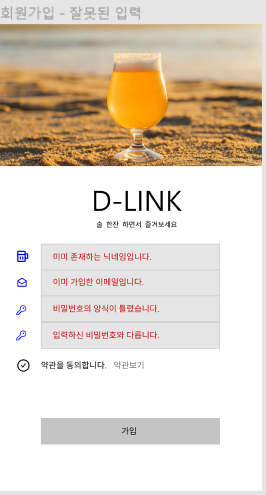 회원가입 - 잘못된 입력
D-LINK
술 한잔 하면서 즐겨보세요
미미 존재하는 닉네임입니다.
이미 가입한 이메일입니다.
비밀번호의 양식이 틀렸습니다.
입력하신 비밀번호와 다릅니다.
약관을 동의합니다. 약관보기
가입